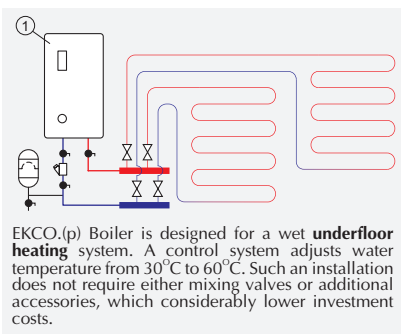 1
EKCO.(p) Boiler is designed for a wet underfloor
heating system. A control system adjusts water
temperature from 30°C to 60°C. Such an installation
does not require either mixing valves or additional
accessories, which considerably lower investment
costs.